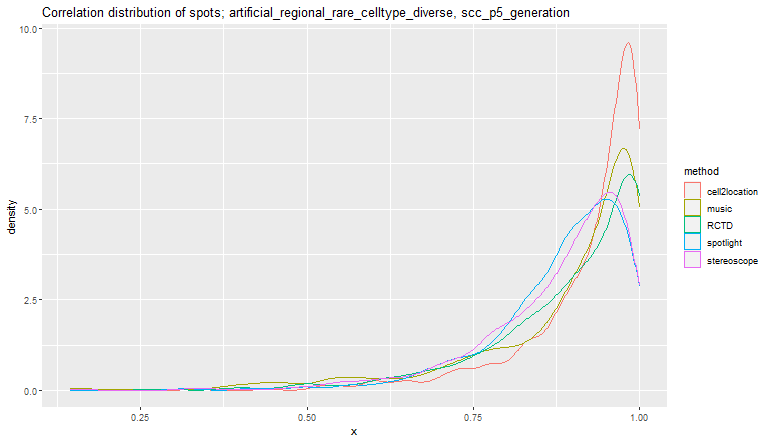 Correlation distribution of spots; artificial_regional_rare_celltype_diverse, scc_p5_generation
10.0
7.5
5.0
2.5
0.0
density
0.25
0.50
0.75
1.00
x
method
cell2location
music
RCTD
spotlight
stereoscope